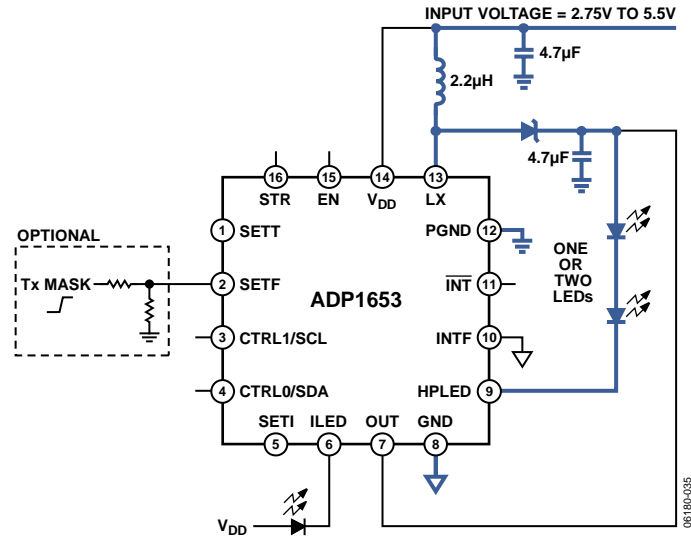 INPUT VOLTAGE = 2.75V TO 5.5V
4.7µF
2.2µH
4.7µF
16 15 14 13
STR EN VDD LX
1 SETT
PGND 12
OPTIONAL
Tx MASK
2 SETF
ONE
OR
TWO
LEDs
INT 11
ADP1653
3 CTRL1/SCL
INTF 10
4 CTRL0/SDA
HPLED 9
SETI ILED OUT GND
5 6 7 8
VDD
06180-035